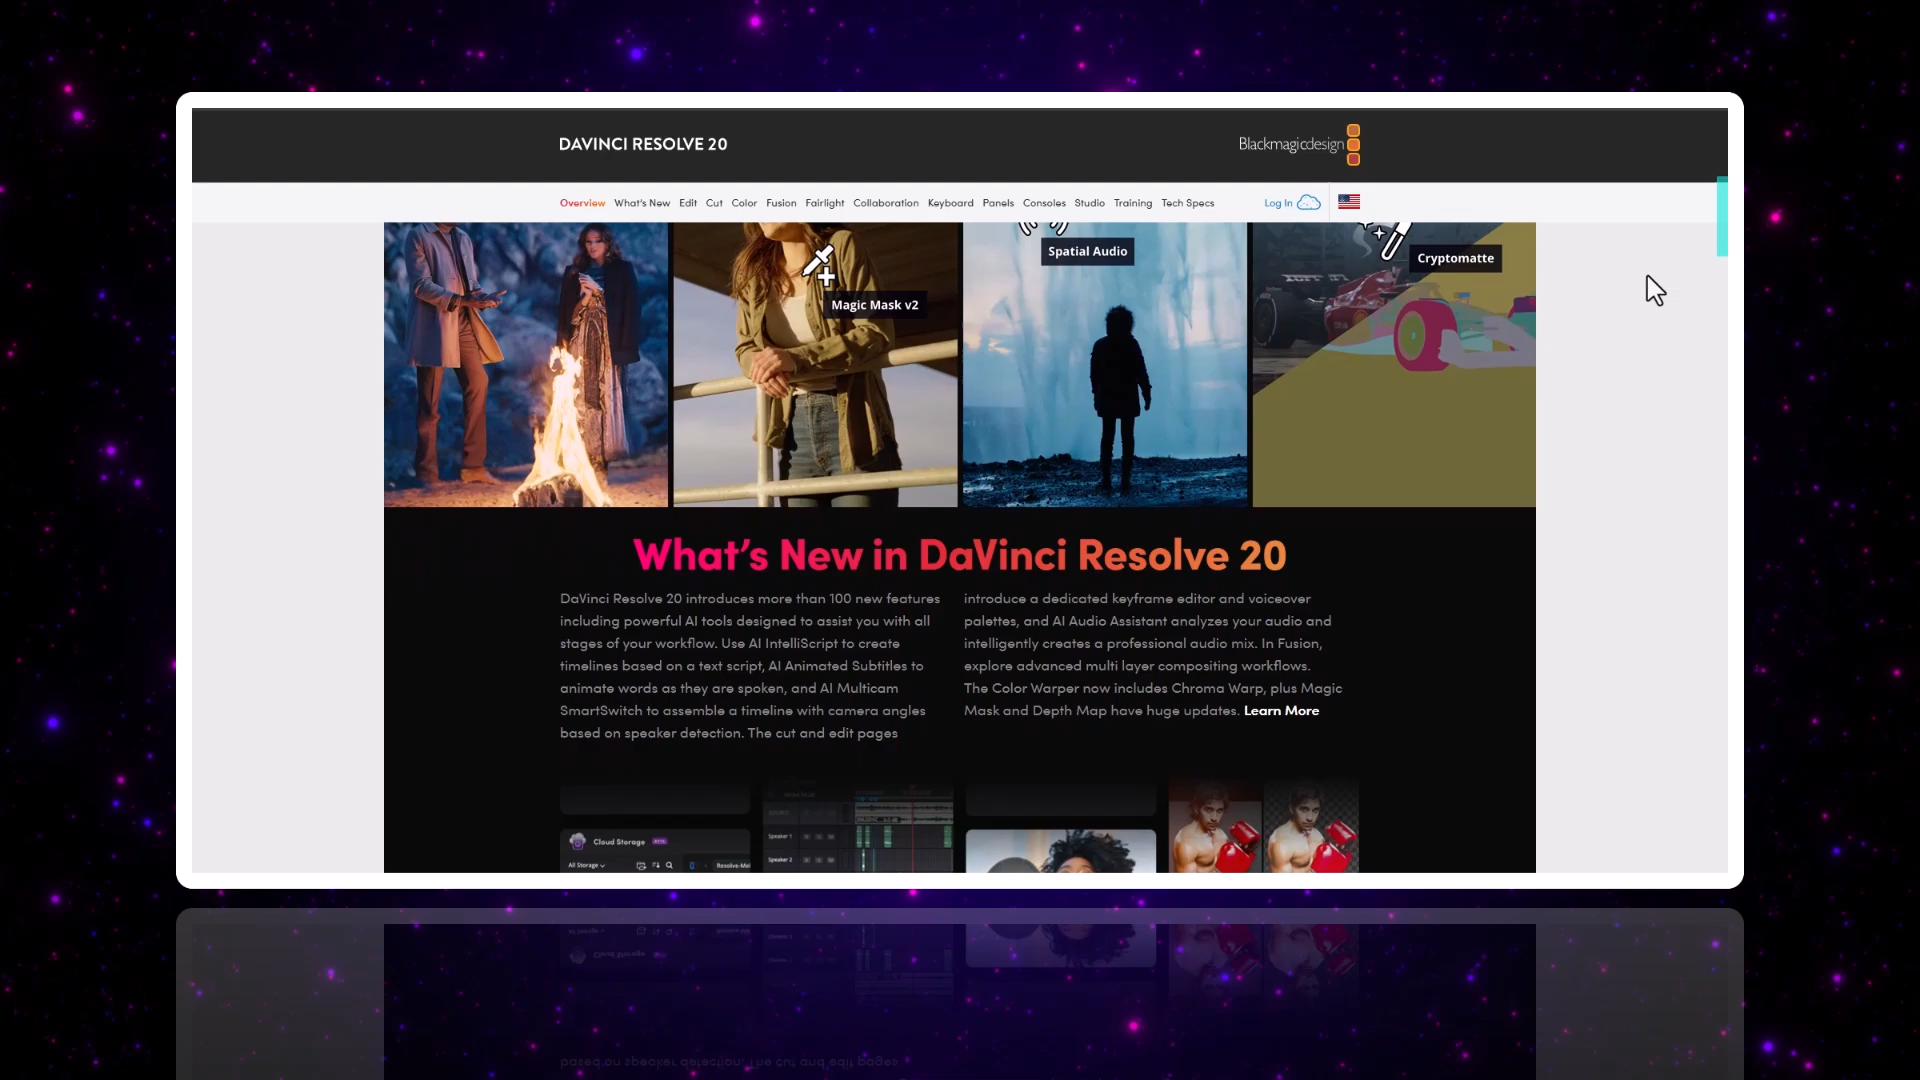 DAVINCI RESOLVE 20
Blackmagicdesign
Overview What's New Edit Cut Color Fusion Fairlight Collaboration Keyboard Panels Consoles Studio Training Tech Specs Log In
Magic Mask v2
Spatial Audio
Cryptomatte
What's New in DaVinci Resolve 20
DaVinci Resolve 20 introduces more than 100 new features
including powerful AI tools designed to assist you with all
stages of your workflow. Use AI IntelliScript to create
timelines based on a text script, AI Animated Subtitles to
animate words as they are spoken, and AI Multicam
SmartSwitch to assemble a timeline with camera angles
based on speaker detection. The cut and edit pages
introduce a dedicated keyframe editor and voiceover
palettes, and AI Audio Assistant analyzes your audio and
intelligently creates a professional audio mix. In Fusion,
explore advanced multi layer compositing workflows.
The Color Warper now includes Chroma Warp, plus Magic
Mask and Depth Map have huge updates. Learn More
Cloud Storage BETA
All Storage
Speaker 1
Speaker 2